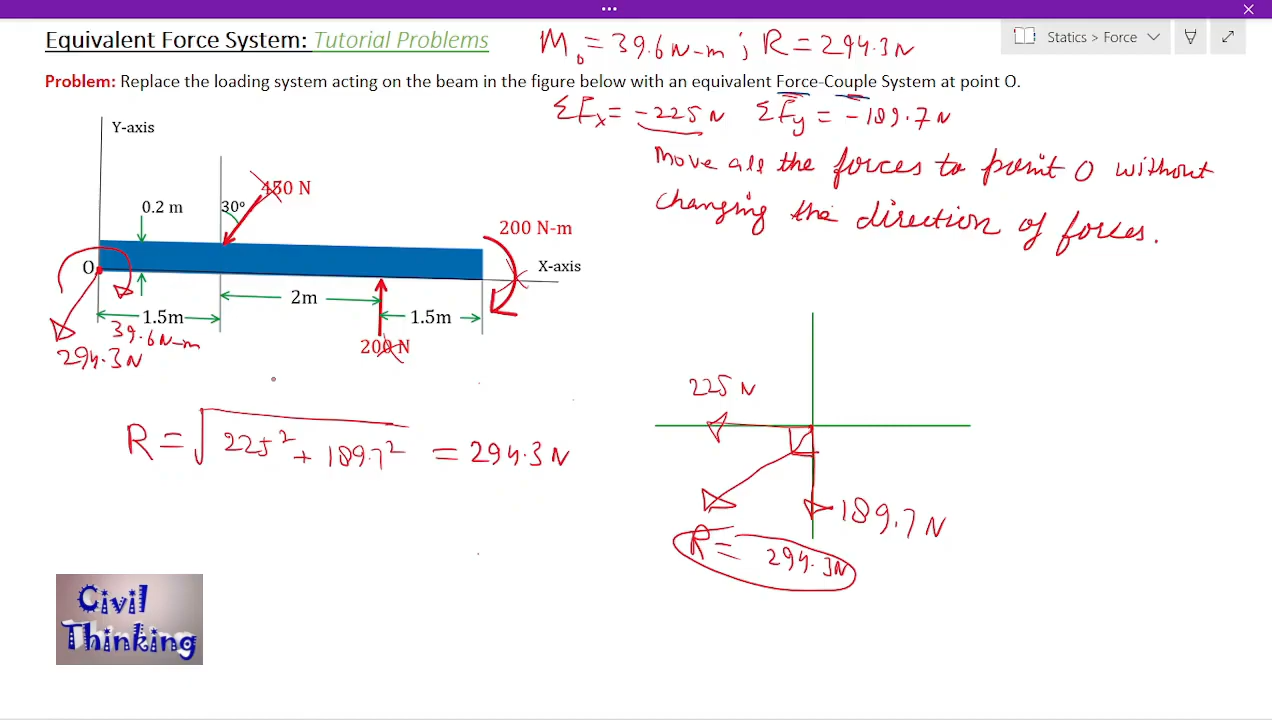 Statics > Force
Equivalent Force System: Tutorial Problems
M₀ = 39.6 N-m ; R = 294.3 N
Problem: Replace the loading system acting on the beam in the figure below with an equivalent Force-Couple System at point O.
ΣFx = -225 N ΣFy = -189.7 N
Move all the forces to point O without
changing the direction of forces.
Y-axis
450 N
0.2 m
30°
200 N-m
O
X-axis
2m
1.5m
1.5m
39.6 N-m
294.3 N
200 N
R = √225² + 189.7² = 294.3 N
225 N
189.7 N
R = 294.3 N
Civil
Thinking